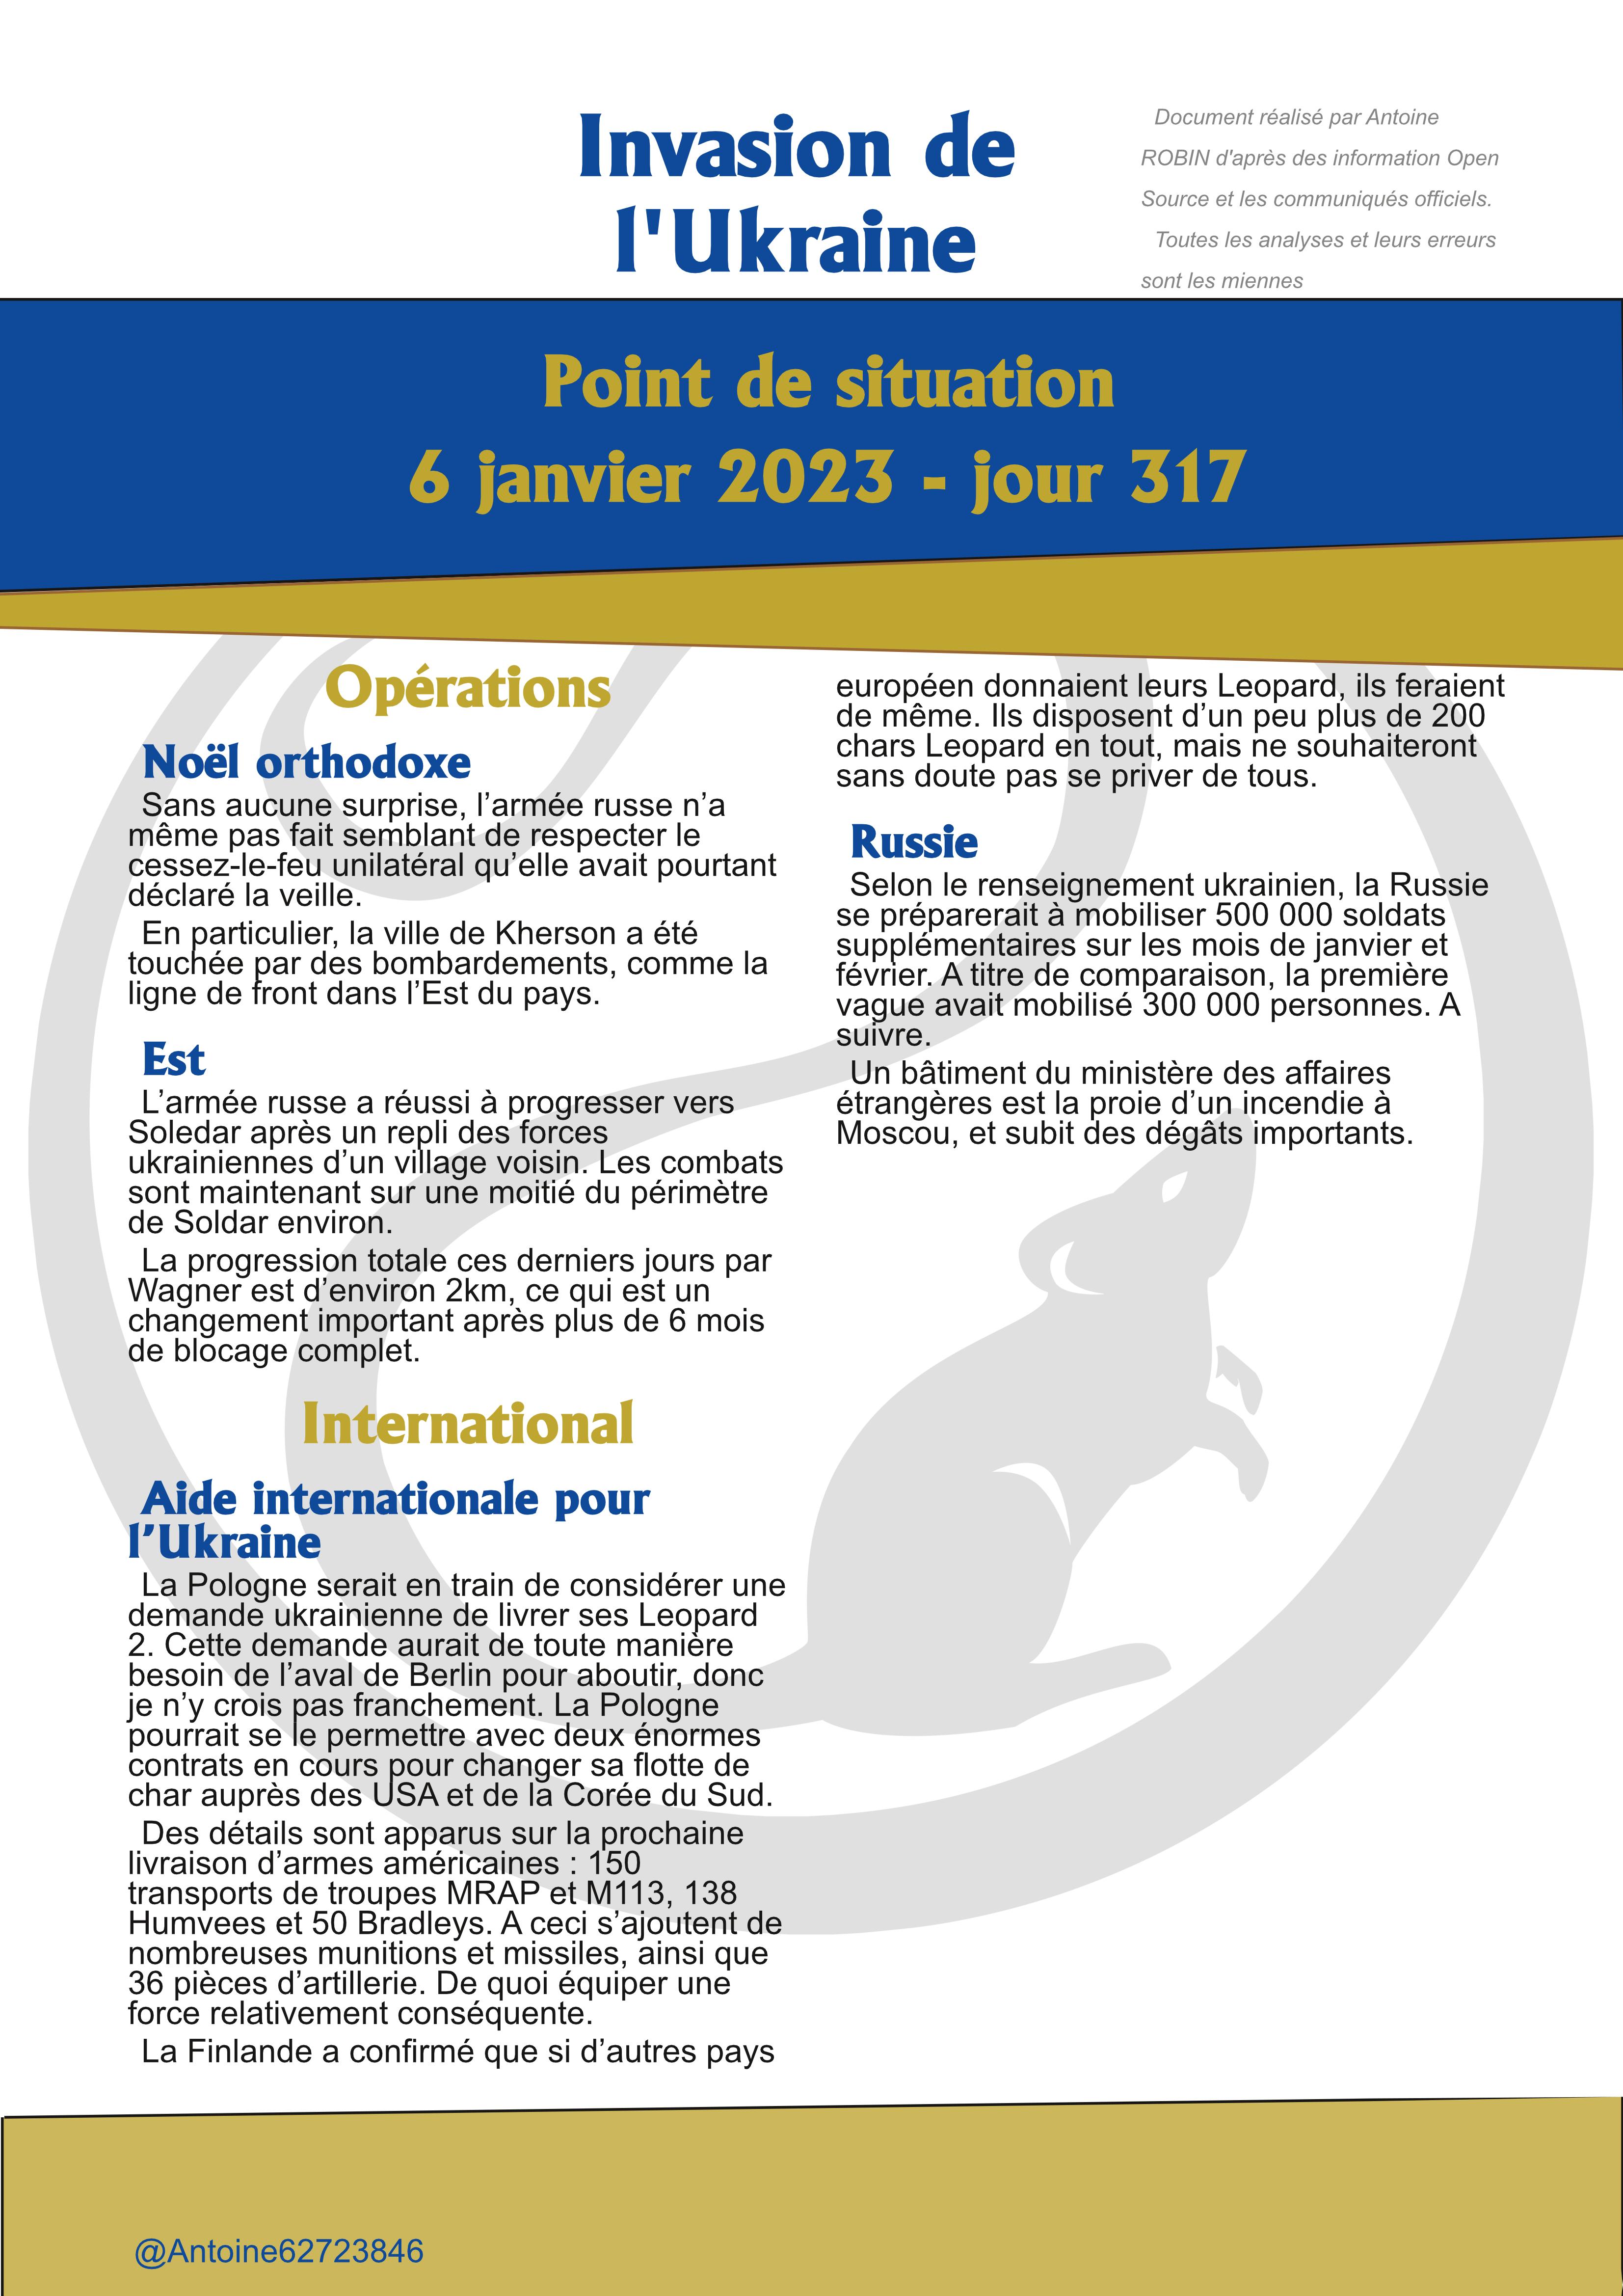 Invasion de
l'Ukraine
Document réalisé par Antoine
ROBIN d'après des information Open
Source et les communiqués officiels.
Toutes les analyses et leurs erreurs
sont les miennes
Point de situation
6 janvier 2023 - jour 317
Opérations
Noël orthodoxe
Sans aucune surprise, l’armée russe n’a
même pas fait semblant de respecter le
cessez-le-feu unilatéral qu’elle avait pourtant
déclaré la veille.
En particulier, la ville de Kherson a été
touchée par des bombardements, comme la
ligne de front dans l’Est du pays.
Est
L’armée russe a réussi à progresser vers
Soledar après un repli des forces
ukrainiennes d’un village voisin. Les combats
sont maintenant sur une moitié du périmètre
de Soldar environ.
La progression totale ces derniers jours par
Wagner est d’environ 2km, ce qui est un
changement important après plus de 6 mois
de blocage complet.
International
Aide internationale pour
l’Ukraine
La Pologne serait en train de considérer une
demande ukrainienne de livrer ses Leopard
2. Cette demande aurait de toute manière
besoin de l’aval de Berlin pour aboutir, donc
je n’y crois pas franchement. La Pologne
pourrait se le permettre avec deux énormes
contrats en cours pour changer sa flotte de
char auprès des USA et de la Corée du Sud.
Des détails sont apparus sur la prochaine
livraison d’armes américaines : 150
transports de troupes MRAP et M113, 138
Humvees et 50 Bradleys. A ceci s’ajoutent de
nombreuses munitions et missiles, ainsi que
36 pièces d’artillerie. De quoi équiper une
force relativement conséquente.
La Finlande a confirmé que si d’autres pays
européen donnaient leurs Leopard, ils feraient
de même. Ils disposent d’un peu plus de 200
chars Leopard en tout, mais ne souhaiteront
sans doute pas se priver de tous.
Russie
Selon le renseignement ukrainien, la Russie
se préparerait à mobiliser 500 000 soldats
supplémentaires sur les mois de janvier et
février. A titre de comparaison, la première
vague avait mobilisé 300 000 personnes. A
suivre.
Un bâtiment du ministère des affaires
étrangères est la proie d’un incendie à
Moscou, et subit des dégâts importants.
@Antoine62723846